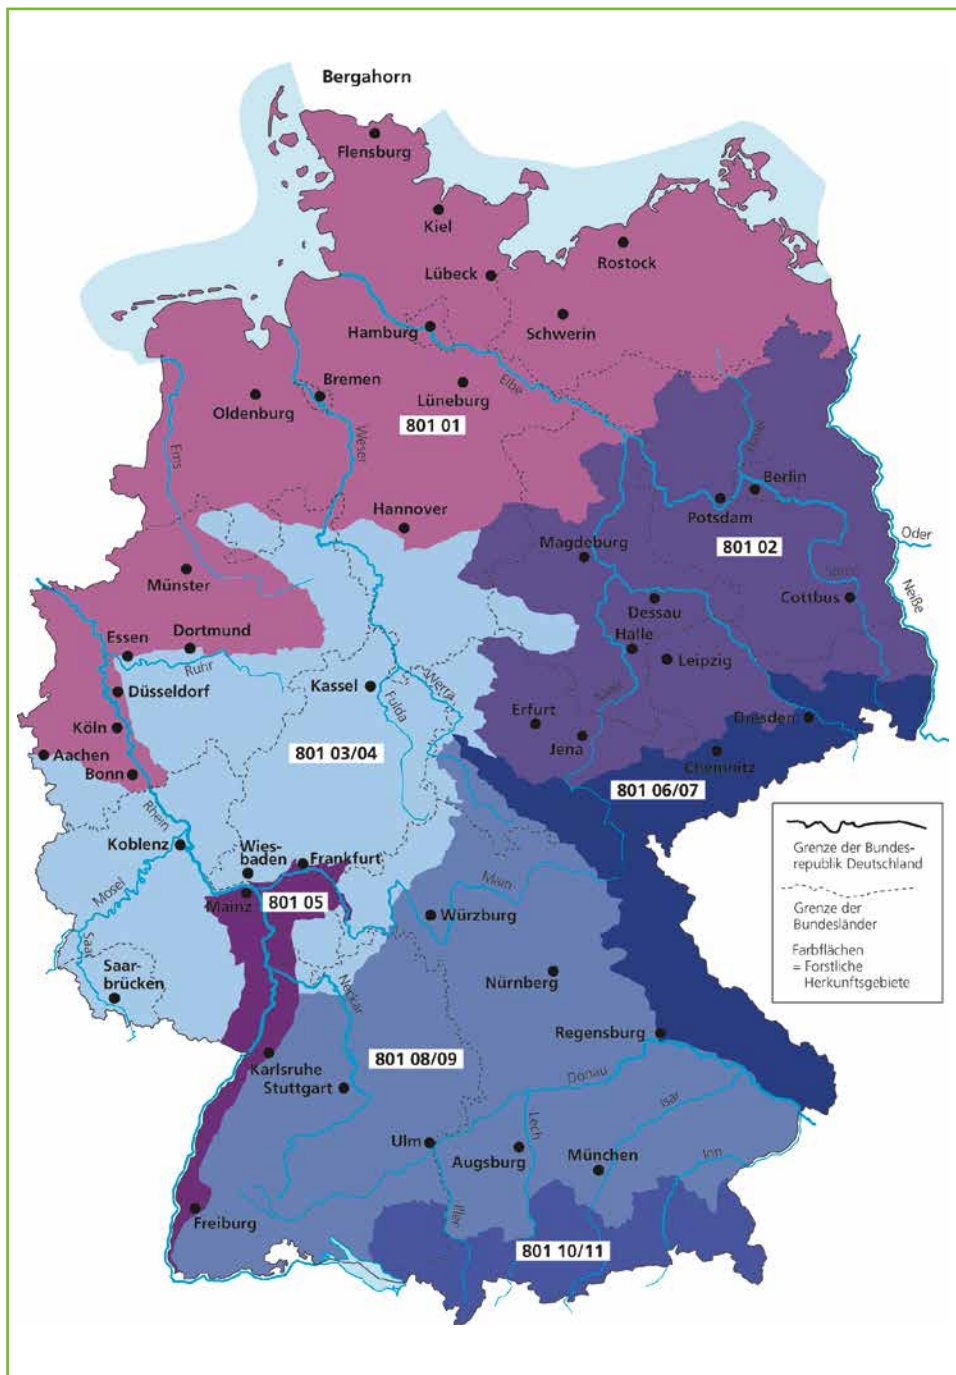 Bergahorn
Flensburg
Kiel
Lübeck
Rostock
Hamburg
Schwerin
Bremen
Oldenburg
Lüneburg
Elbe
801 01
Weser
Ems
Hannover
Havel
Berlin
Potsdam
Magdeburg
801 02
Oder
Neiße
Spree
Münster
Dessau
Cottbus
Essen
Dortmund
Halle
Leipzig
Ruhr
Düsseldorf
Kassel
Werra
Fulda
Saale
Köln
Erfurt
Dresden
Aachen
Jena
Bonn
801 03/04
Chemnitz
801 06/07
Rhein
Koblenz
Wies-
baden
Frankfurt
Mosel
Main
Mainz
801 05
Würzburg
Saar
Saar-
brücken
Neckar
Nürnberg
Regensburg
Karlsruhe
801 08/09
Stuttgart
Donau
Isar
Lech
Ulm
Augsburg
München
Inn
Iller
Freiburg
801 10/11
Grenze der Bundes-
republik Deutschland
Grenze der
Bundesländer
Farbflächen
= Forstliche
Herkunftsgebiete